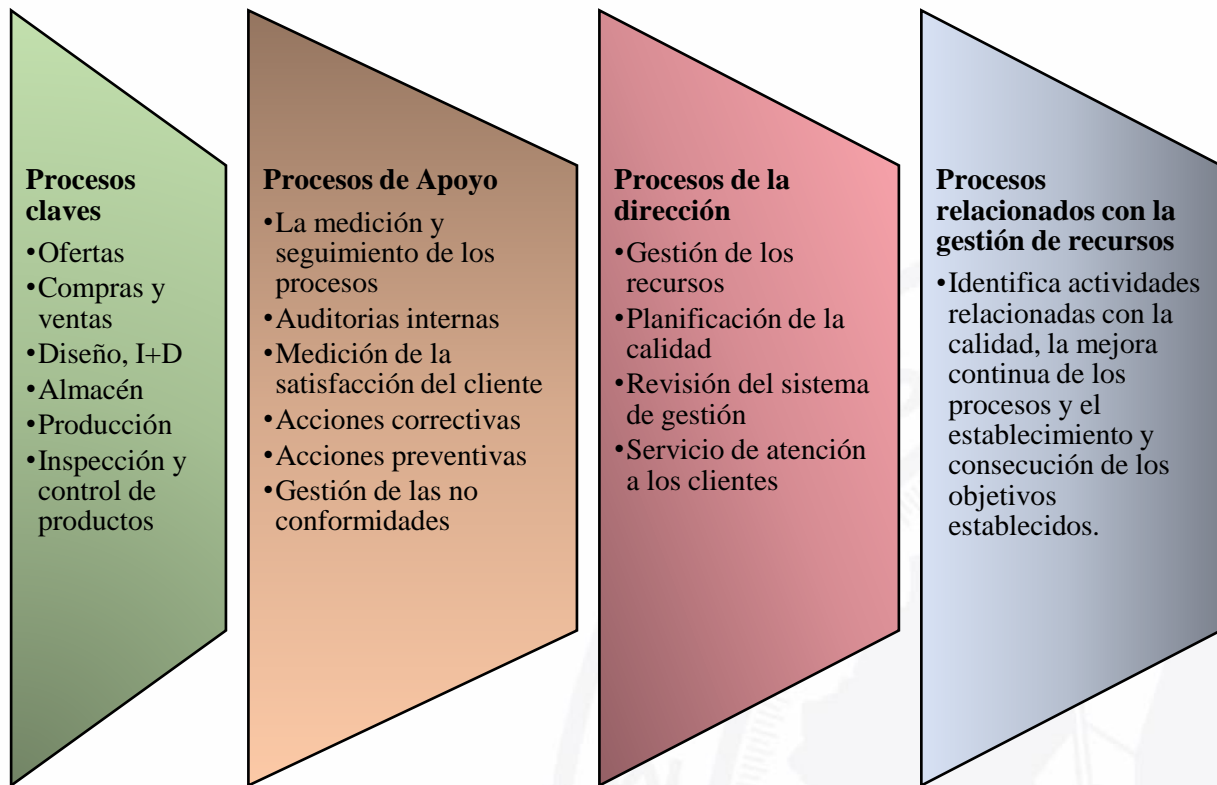 Procesos
claves
•Ofertas
•Compras y
ventas
•Diseño, I+D
•Almacén
•Producción
•Inspección y
control de
productos
Procesos de Apoyo
•La medición y
seguimiento de los
procesos
•Auditorias internas
•Medición de la
satisfacción del cliente
•Acciones correctivas
•Acciones preventivas
•Gestión de las no
conformidades
Procesos de la
dirección
•Gestión de los
recursos
•Planificación de la
calidad
•Revisión del sistema
de gestión
•Servicio de atención
a los clientes
Procesos
relacionados con la
gestión de recursos
•Identifica actividades
relacionadas con la
calidad, la mejora
continua de los
procesos y el
establecimiento y
consecución de los
objetivos
establecidos.